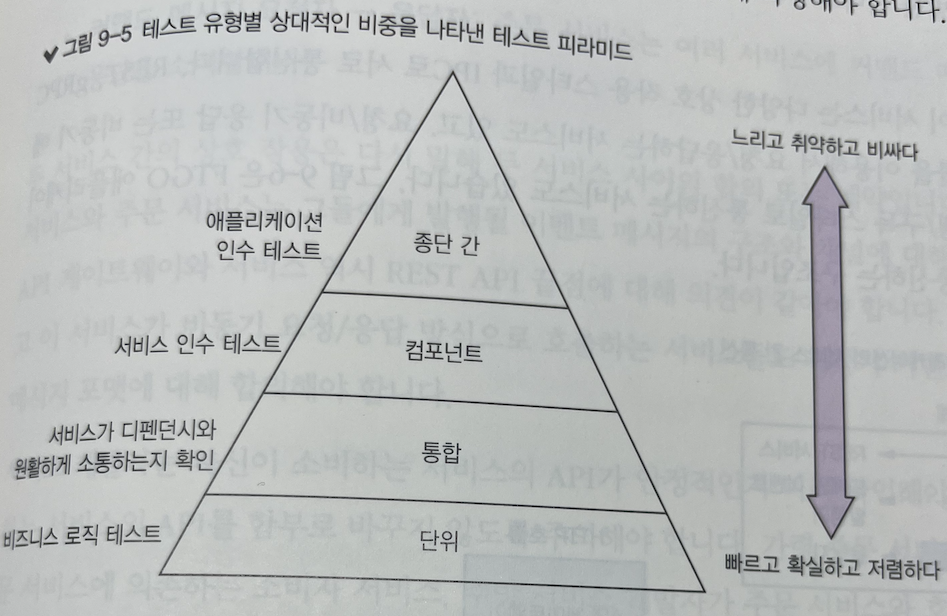 해야 합니다.
✔ 그림 9-5 테스트 유형별 상대적인 비중을 나타낸 테스트 피라미드
느리고 취약하고 비싸다
애플리케이션
인수 테스트
종단 간
서비스 인수 테스트
컴포넌트
서비스가 디펜던시와
원활하게 소통하는지 확인
통합
비즈니스 로직 테스트
단위
빠르고 확실하고 저렴하다